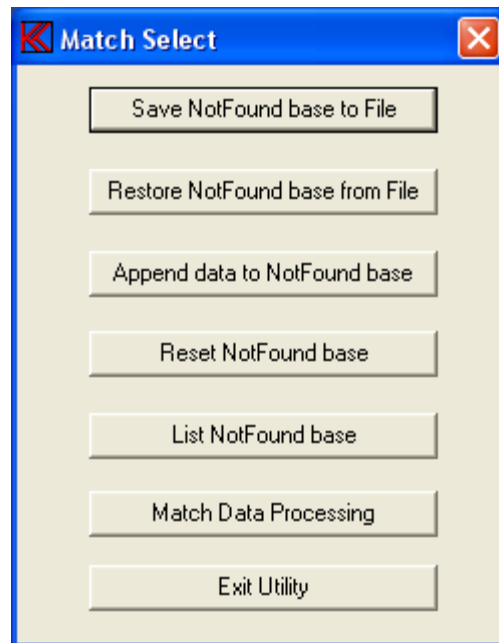 Match Select
Save NotFound base to File
Restore NotFound base from File
Append data to NotFound base
Reset NotFound base
List NotFound base
Match Data Processing
Exit Utility